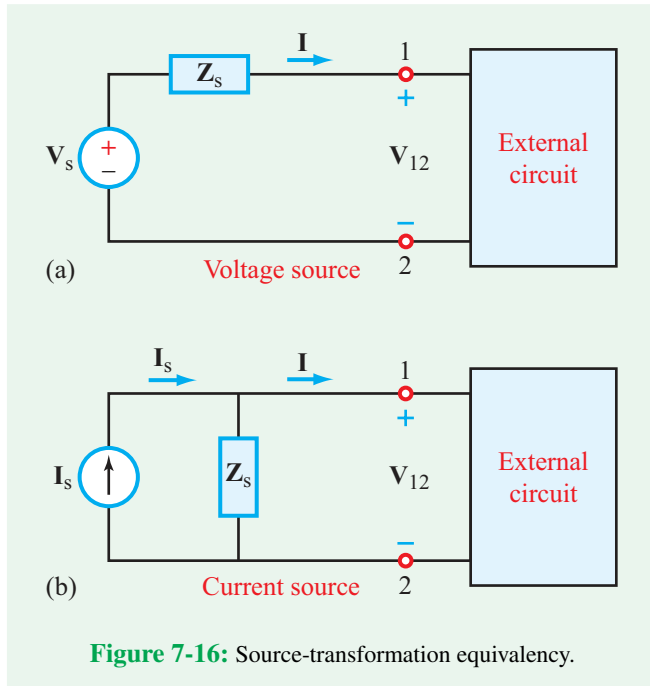 I
1
Zs
+
Vs
+
−
V12
External
circuit
−
(a)
Voltage source
2
Is
I
1
+
Is
Zs
V12
External
circuit
−
(b)
Current source
2
Figure 7-16: Source-transformation equivalency.